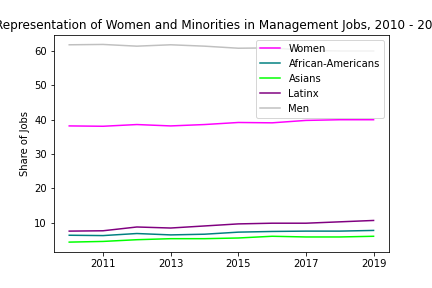 Representation of Women and Minorities in Management Jobs, 2010 - 20
Women
African-Americans
Asians
Latinx
Men
Share of Jobs
60
50
40
30
20
10
2011
2013
2015
2017
2019